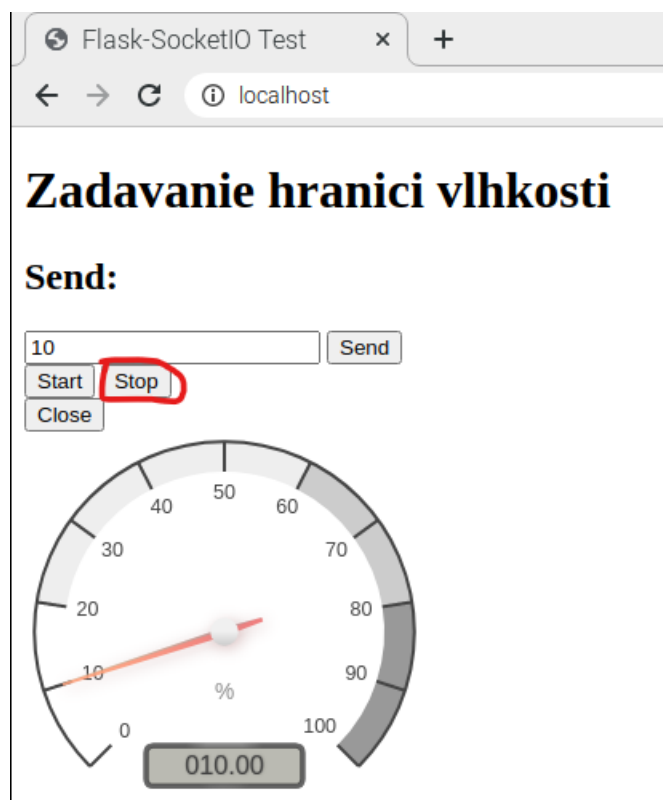 Flask-SocketIO Test
localhost
Zadavanie hranici vlhkosti
Send:
10 Send
Start Stop
Close
50
40 60
30 70
20 80
10 90
%
0 100
010.00